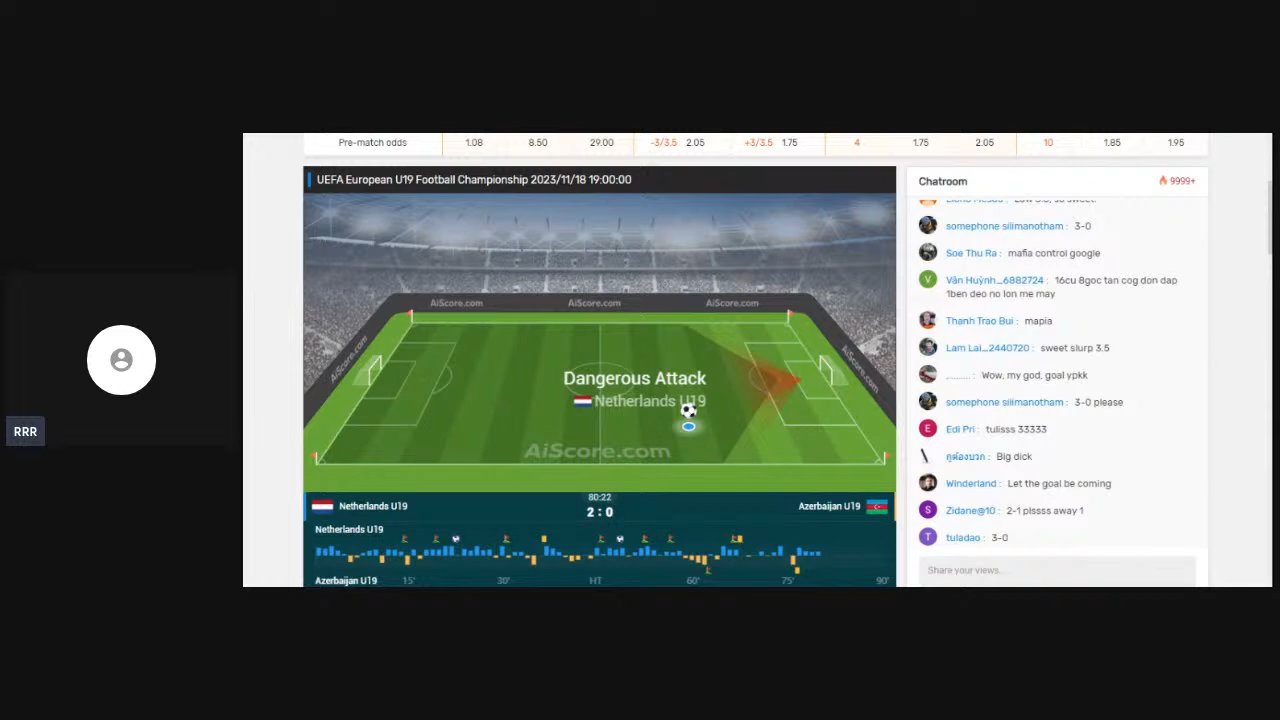 Pre-match odds 1.08 8.50 29.00 -3/3.5 2.05 +3/3.5 1.75 4 1.75 2.05 10 1.85 1.95
UEFA European U19 Football Championship 2023/11/18 19:00:00
AiScore.com AiScore.com AiScore.com
AiScore.com
AiScore.com
Dangerous Attack
Netherlands U19
AiScore.com
80:22
Netherlands U19
2 : 0
Azerbaijan U19
Netherlands U19
Azerbaijan U19 15' 30' HT 60' 75' 90'
RRR
Chatroom 9999+
somephone silimanotham : 3-0
Soe Thu Ra : mafia control google
V
Văn Huỳnh_6882724 : 16cu 8goc tan cog don dap
1ben deo no lon me may
Thanh Trao Bui : mapia
Lam Lai_2440720 : sweet slurp 3.5
.......... : Wow, my god, goal ypkk
somephone silimanotham : 3-0 please
E
Edi Pri : tulisss 33333
กูต้องบวก : Big dick
Winderland : Let the goal be coming
S
Zidane@10 : 2-1 plssss away 1
T
tuladao : 3-0
Share your views...